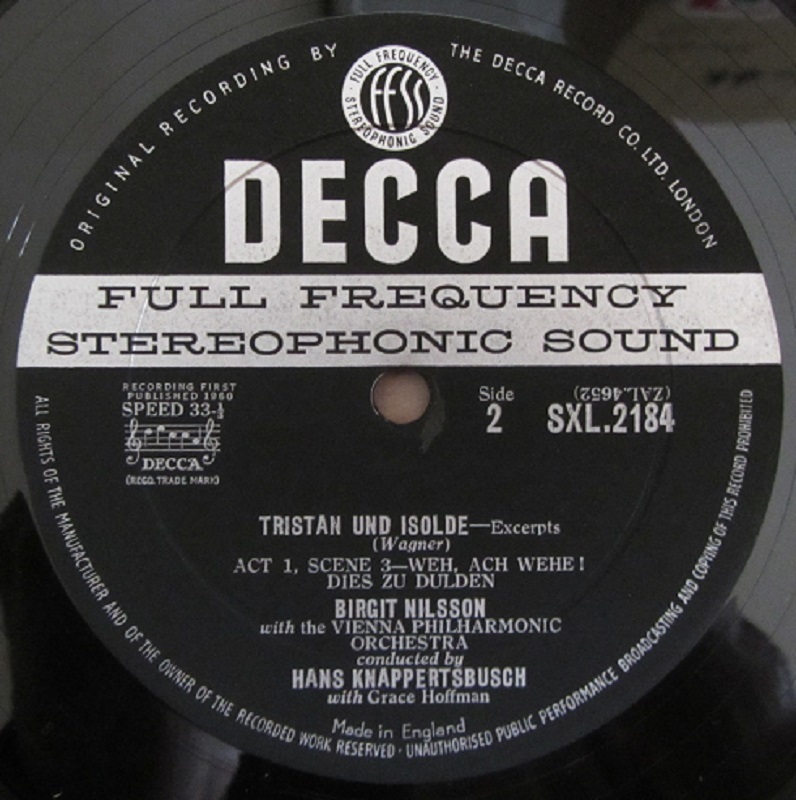 ORIGINAL RECORDING BY THE DECCA RECORD CO. LTD. LONDON
· FULL FREQUENCY · STEREOPHONIC SOUND
ffss
DECCA
FULL FREQUENCY
STEREOPHONIC SOUND
RECORDING FIRST
PUBLISHED 1960
SPEED 33⅓
DECCA
(REGD. TRADE MARK)
Side
2
(ZAL.4652)
SXL.2184
TRISTAN UND ISOLDE—Excerpts
(Wagner)
ACT 1, SCENE 3—WEH, ACH WEHE!
DIES ZU DULDEN
BIRGIT NILSSON
with the VIENNA PHILHARMONIC
ORCHESTRA
conducted by
HANS KNAPPERTSBUSCH
with Grace Hoffman
Made in England
ALL RIGHTS OF THE MANUFACTURER AND OF THE OWNER OF THE RECORDED WORK RESERVED · UNAUTHORISED PUBLIC PERFORMANCE BROADCASTING AND COPYING OF THIS RECORD PROHIBITED